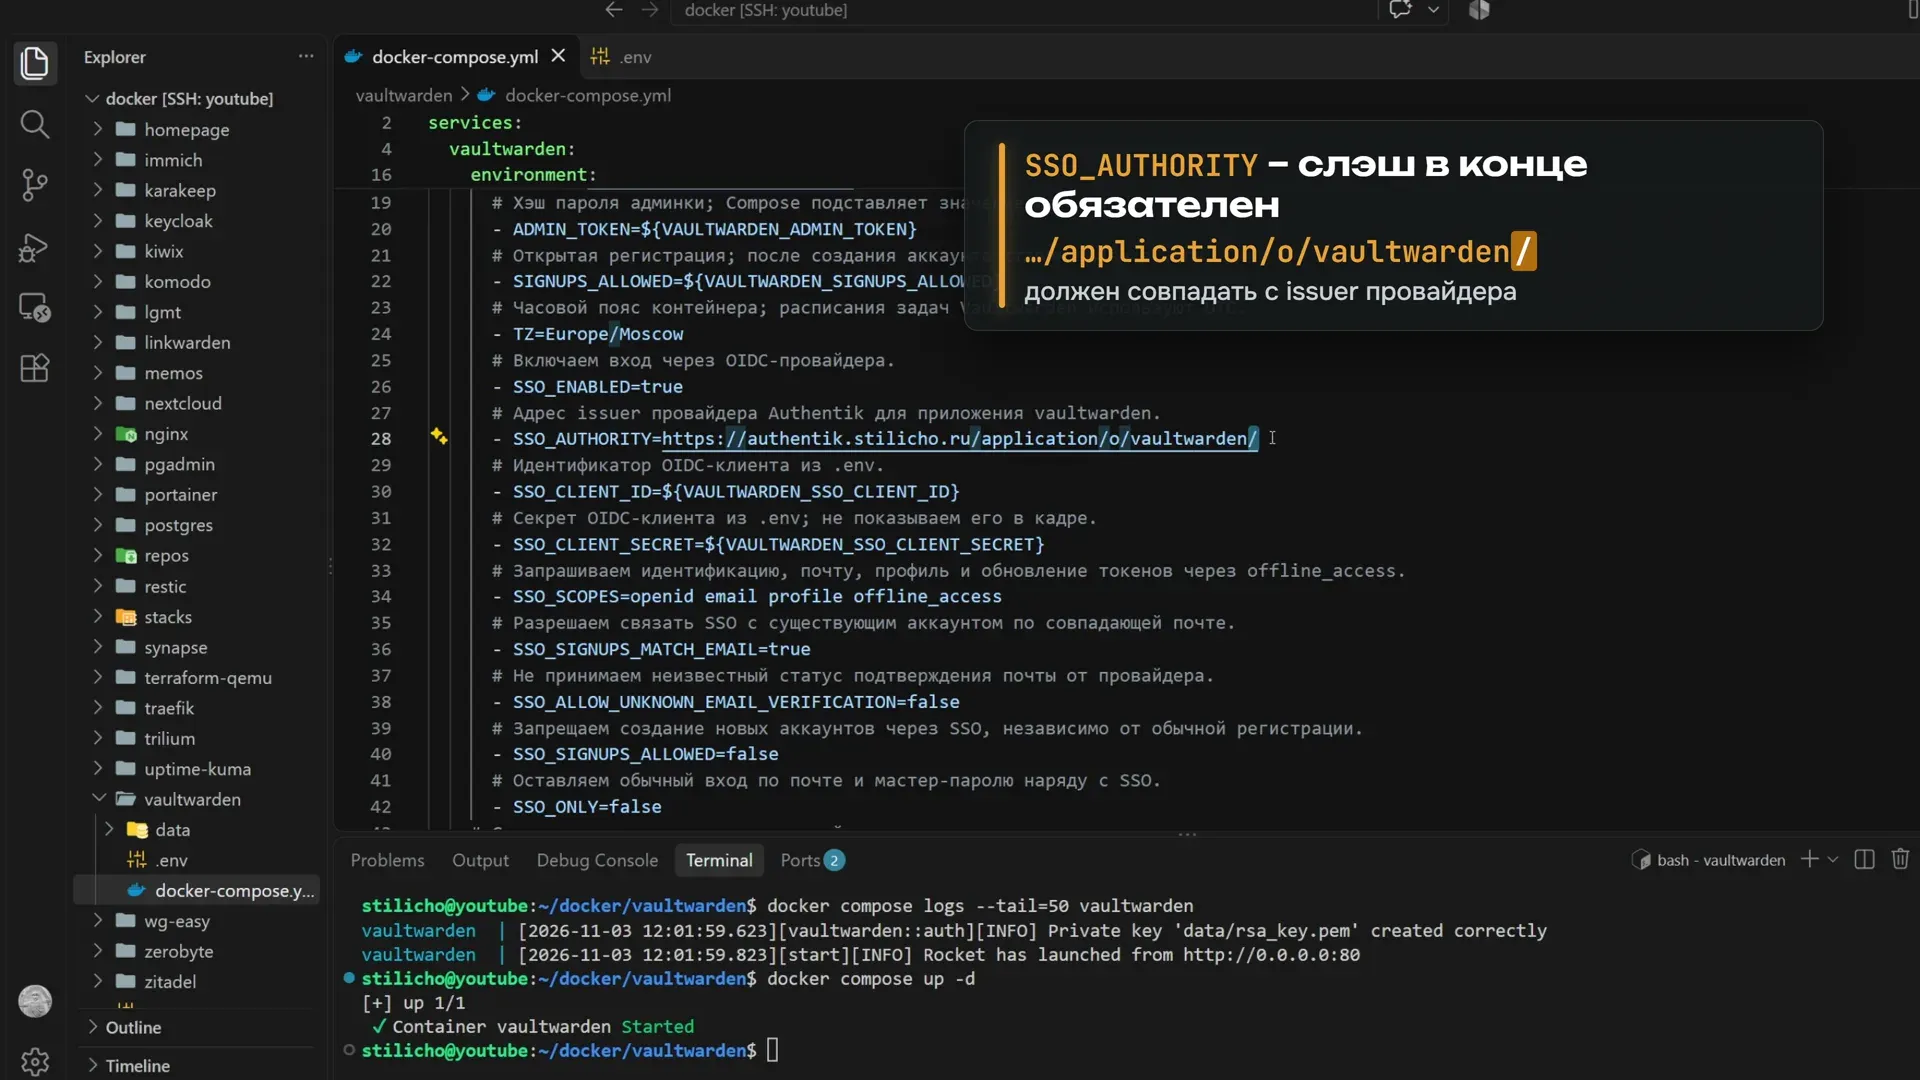 docker [SSH: youtube]
Explorer
docker [SSH: youtube]
homepage
immich
karakeep
keycloak
kiwix
komodo
lgmt
linkwarden
memos
nextcloud
nginx
pgadmin
portainer
postgres
repos
restic
stacks
synapse
terraform-qemu
traefik
trilium
uptime-kuma
vaultwarden
data
.env
docker-compose.y...
wg-easy
zerobyte
zitadel
Outline
Timeline
docker-compose.yml
.env
vaultwarden > docker-compose.yml
2 services:
4 vaultwarden:
16 environment:
19 # Хэш пароля админки; Compose подставляет
20 - ADMIN_TOKEN=${VAULTWARDEN_ADMIN_TOKEN}
21 # Открытая регистрация; после создания
22 - SIGNUPS_ALLOWED=${VAULTWARDEN_SIGNUPS_ALLOWED}
23 # Часовой пояс контейнера; расписания задач
24 - TZ=Europe/Moscow
25 # Включаем вход через OIDC-провайдера.
26 - SSO_ENABLED=true
27 # Адрес issuer провайдера Authentik для приложения vaultwarden.
28 - SSO_AUTHORITY=https://authentik.stilicho.ru/application/o/vaultwarden/
29 # Идентификатор OIDC-клиента из .env.
30 - SSO_CLIENT_ID=${VAULTWARDEN_SSO_CLIENT_ID}
31 # Секрет OIDC-клиента из .env; не показываем его в кадре.
32 - SSO_CLIENT_SECRET=${VAULTWARDEN_SSO_CLIENT_SECRET}
33 # Запрашиваем идентификацию, почту, профиль и обновление токенов через offline_access.
34 - SSO_SCOPES=openid email profile offline_access
35 # Разрешаем связать SSO с существующим аккаунтом по совпадающей почте.
36 - SSO_SIGNUPS_MATCH_EMAIL=true
37 # Не принимаем неизвестный статус подтверждения почты от провайдера.
38 - SSO_ALLOW_UNKNOWN_EMAIL_VERIFICATION=false
39 # Запрещаем создание новых аккаунтов через SSO, независимо от обычной регистрации.
40 - SSO_SIGNUPS_ALLOWED=false
41 # Оставляем обычный вход по почте и мастер-паролю наряду с SSO.
42 - SSO_ONLY=false
SSO_AUTHORITY – слэш в конце
обязателен
…/application/o/vaultwarden/
должен совпадать с issuer провайдера
Problems Output Debug Console Terminal Ports 2
bash - vaultwarden
stilicho@youtube:~/docker/vaultwarden$ docker compose logs --tail=50 vaultwarden
vaultwarden | [2026-11-03 12:01:59.623][vaultwarden::auth][INFO] Private key 'data/rsa_key.pem' created correctly
vaultwarden | [2026-11-03 12:01:59.823][start][INFO] Rocket has launched from http://0.0.0.0:80
stilicho@youtube:~/docker/vaultwarden$ docker compose up -d
[+] up 1/1
✓ Container vaultwarden Started
stilicho@youtube:~/docker/vaultwarden$